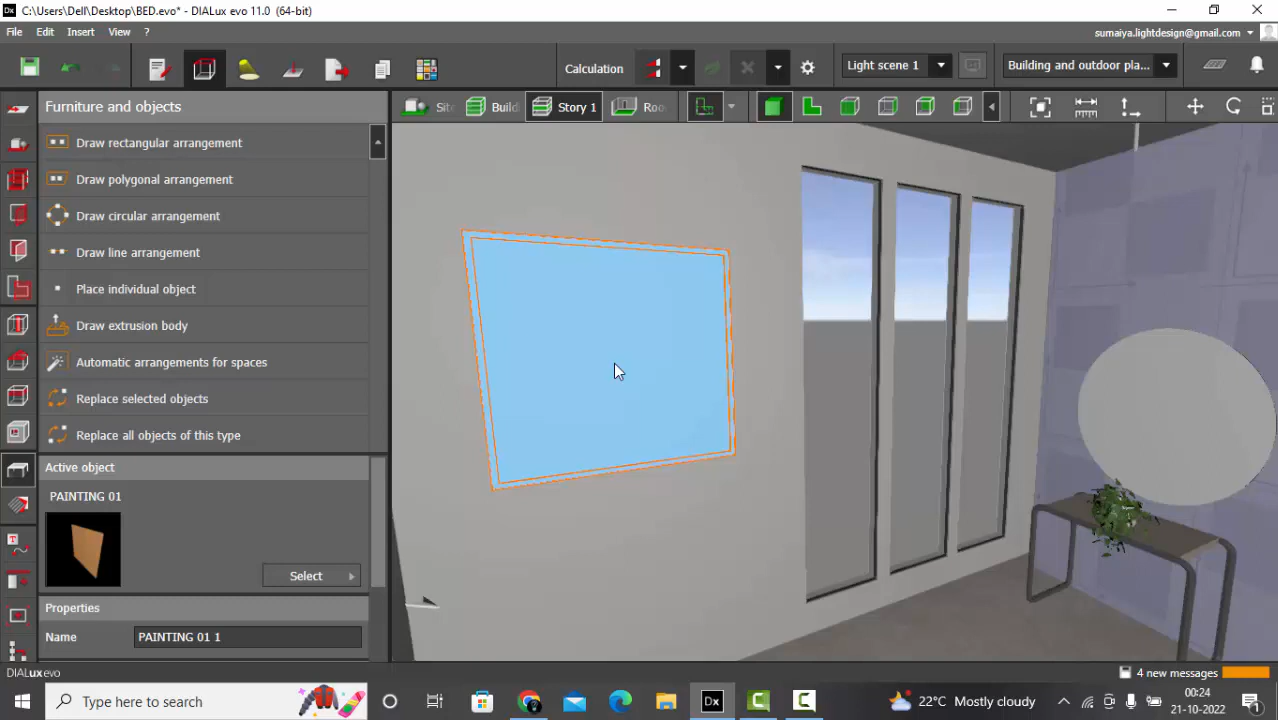 C:\Users\Dell\Desktop\BED.evo* - DIALux evo 11.0 (64-bit)
File Edit Insert View ?
sumaiya.lightdesign@gmail.com
Calculation
Light scene 1
Building and outdoor pla...
Furniture and objects
Sit
Build
Story 1
Roo
Draw rectangular arrangement
Draw polygonal arrangement
Draw circular arrangement
Draw line arrangement
Place individual object
Draw extrusion body
Automatic arrangements for spaces
Replace selected objects
Replace all objects of this type
Active object
PAINTING 01
Select
Properties
Name
PAINTING 01 1
DIALux evo
4 new messages
Type here to search
22°C Mostly cloudy
00:24
21-10-2022